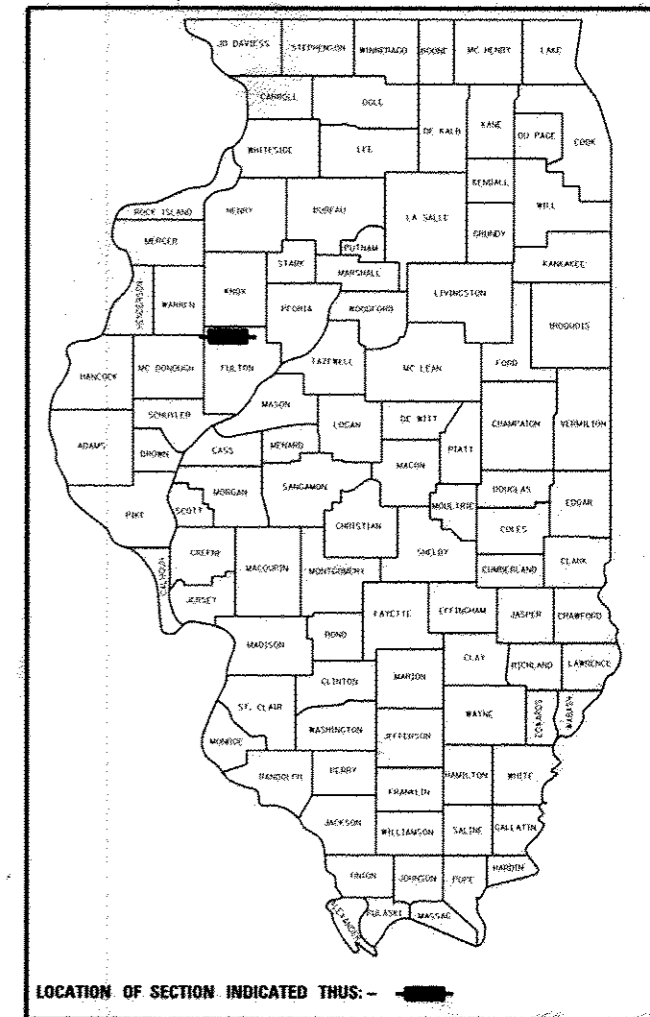 JO DAVIESS STEPHENSON WINNEBAGO BOONE MC HENRY LAKE
CARROLL OGLE DE KALB KANE DU PAGE COOK
WHITESIDE LEE KENDALL WILL
ROCK ISLAND HENRY BUREAU LA SALLE GRUNDY
MERCER PUTNAM KANKAKEE
STARK MARSHALL
HENDERSON WARREN KNOX PEORIA WOODFORD LIVINGSTON IROQUOIS
HANCOCK MC DONOUGH FULTON TAZEWELL MC LEAN FORD
SCHUYLER MASON LOGAN DE WITT CHAMPAIGN VERMILION
ADAMS BROWN CASS MENARD MACON PIATT
PIKE SCOTT MORGAN SANGAMON CHRISTIAN MOULTRIE DOUGLAS EDGAR
COLES
CALHOUN GREENE MACOUPIN MONTGOMERY SHELBY CUMBERLAND CLARK
JERSEY FAYETTE EFFINGHAM JASPER CRAWFORD
MADISON BOND CLAY RICHLAND LAWRENCE
CLINTON MARION
ST. CLAIR WAYNE EDWARDS WABASH
MONROE WASHINGTON JEFFERSON
RANDOLPH PERRY HAMILTON WHITE
FRANKLIN
JACKSON WILLIAMSON SALINE GALLATIN
UNION JOHNSON POPE HARDIN
ALEXANDER PULASKI MASSAC
LOCATION OF SECTION INDICATED THUS: -